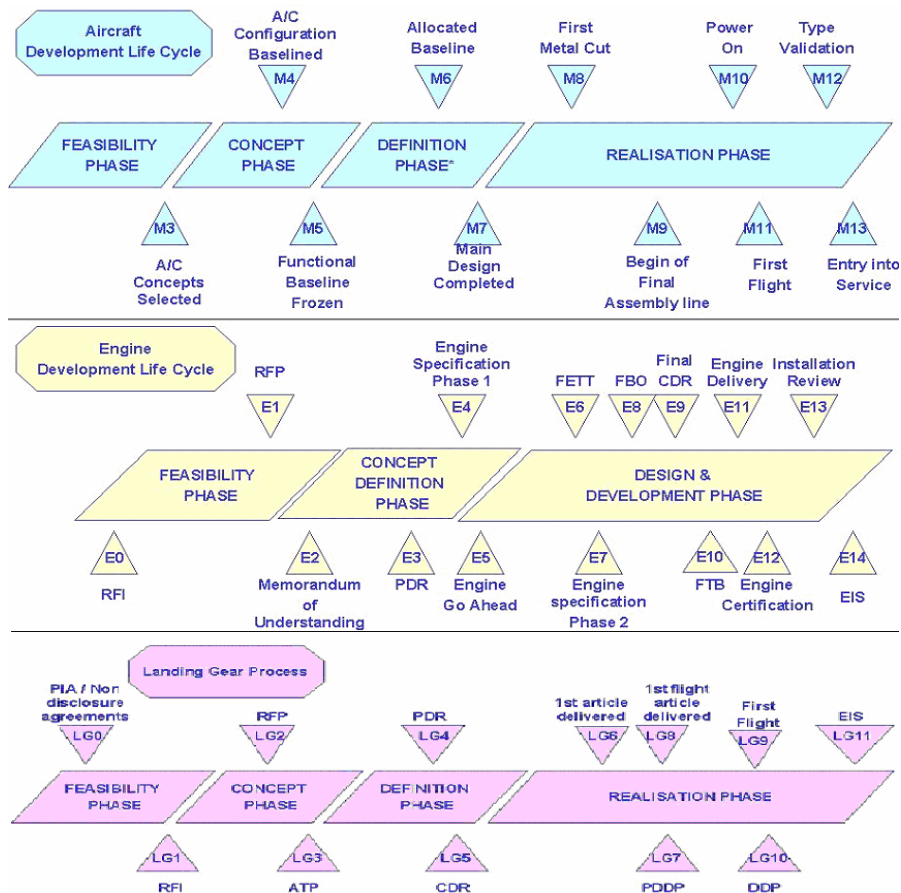 Aircraft
Development Life Cycle
A/C
Configuration
Baselined
M4
Allocated
Baseline
M6
First
Metal Cut
M8
Power
On
M10
Type
Validation
M12
FEASIBILITY
PHASE
CONCEPT
PHASE
DEFINITION
PHASE*
REALISATION PHASE
M3
A/C
Concepts
Selected
M5
Functional
Baseline
Frozen
M7
Main
Design
Completed
M9
Begin of
Final
Assembly line
M11
First
Flight
M13
Entry into
Service
Engine
Development Life Cycle
RFP
E1
Engine
Specification
Phase 1
E4
FETT
E6
FBO
E8
Final
CDR
E9
Engine
Delivery
E11
Installation
Review
E13
FEASIBILITY
PHASE
CONCEPT
DEFINITION
PHASE
DESIGN &
DEVELOPMENT PHASE
E0
RFI
E2
Memorandum
of
Understanding
E3
PDR
E5
Engine
Go Ahead
E7
Engine
specification
Phase 2
E10
FTB
E12
Engine
Certification
E14
EIS
Landing Gear Process
PIA / Non
disclosure
agreements
LG0
RFP
LG2
PDR
LG4
1st article
delivered
LG6
1st flight
article
delivered
LG8
First
Flight
LG9
EIS
LG11
FEASIBILITY
PHASE
CONCEPT
PHASE
DEFINITION
PHASE
REALISATION PHASE
LG1
RFI
LG3
ATP
LG5
CDR
LG7
PDDP
LG10
DDP